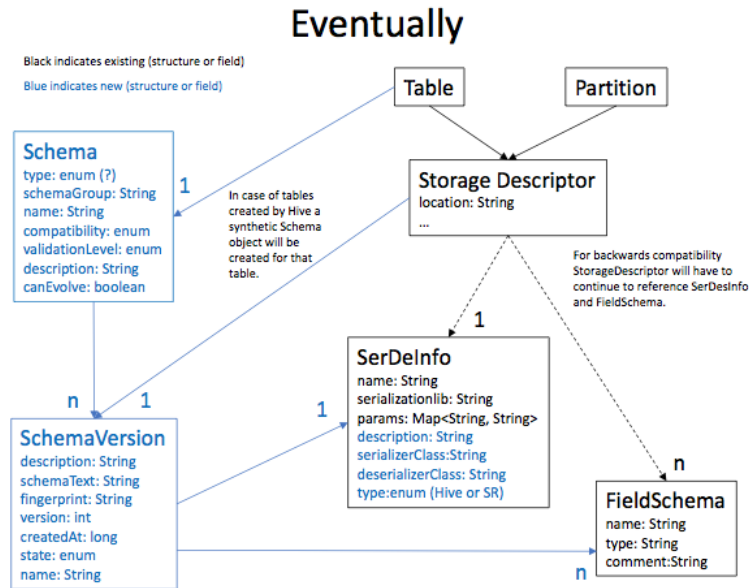 Eventually
Black indicates existing (structure or field)
Blue indicates new (structure or field)
Table
Partition
Schema
type: enum (?)
schemaGroup: String
name: String
compatibility: enum
validationLevel: enum
description: String
canEvolve: boolean
1
In case of tables
created by Hive a
synthetic Schema
object will be
created for that
table.
Storage Descriptor
location: String
...
For backwards compatibility
StorageDescriptor will have to
continue to reference SerDesInfo
and FieldSchema.
1
SerDeInfo
name: String
serializationlib: String
params: Map<String, String>
description: String
serializerClass:String
deserializerClass: String
type:enum (Hive or SR)
n
1
1
SchemaVersion
description: String
schemaText: String
fingerprint: String
version: int
createdAt: long
state: enum
name: String
n
FieldSchema
name: String
type: String
comment:String
n